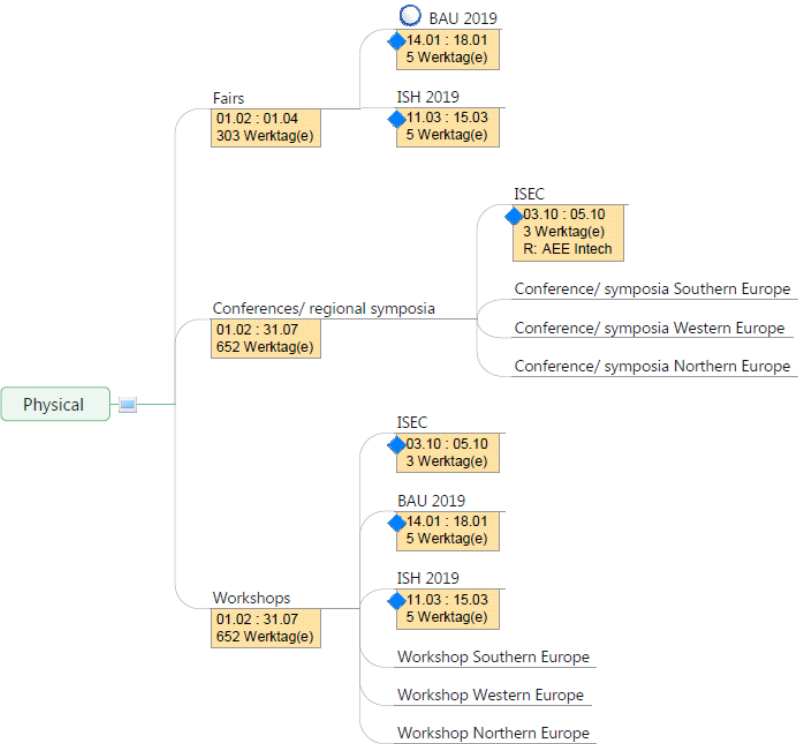 BAU 2019
14.01 : 18.01
5 Werktag(e)
Fairs
01.02 : 01.04
303 Werktag(e)
ISH 2019
11.03 : 15.03
5 Werktag(e)
ISEC
03.10 : 05.10
3 Werktag(e)
R: AEE Intech
Conferences/ regional symposia
01.02 : 31.07
652 Werktag(e)
Conference/ symposia Southern Europe
Conference/ symposia Western Europe
Conference/ symposia Northern Europe
Physical
ISEC
03.10 : 05.10
3 Werktag(e)
BAU 2019
14.01 : 18.01
5 Werktag(e)
ISH 2019
11.03 : 15.03
5 Werktag(e)
Workshops
01.02 : 31.07
652 Werktag(e)
Workshop Southern Europe
Workshop Western Europe
Workshop Northern Europe